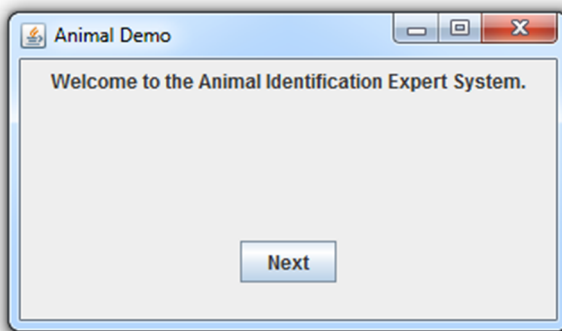 Animal Demo
Welcome to the Animal Identification Expert System.
Next